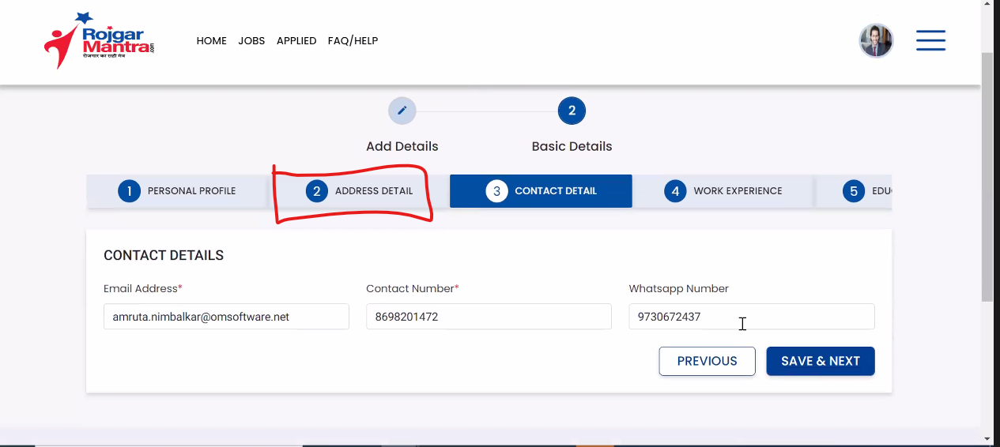 Rojgar
Mantra.com
रोजगार का सही मंत्र
HOME JOBS APPLIED FAQ/HELP
2
Add Details Basic Details
1 PERSONAL PROFILE 2 ADDRESS DETAIL 3 CONTACT DETAIL 4 WORK EXPERIENCE 5 EDU
CONTACT DETAILS
Email Address* Contact Number* Whatsapp Number
amruta.nimbalkar@omsoftware.net 8698201472 9730672437
PREVIOUS SAVE & NEXT